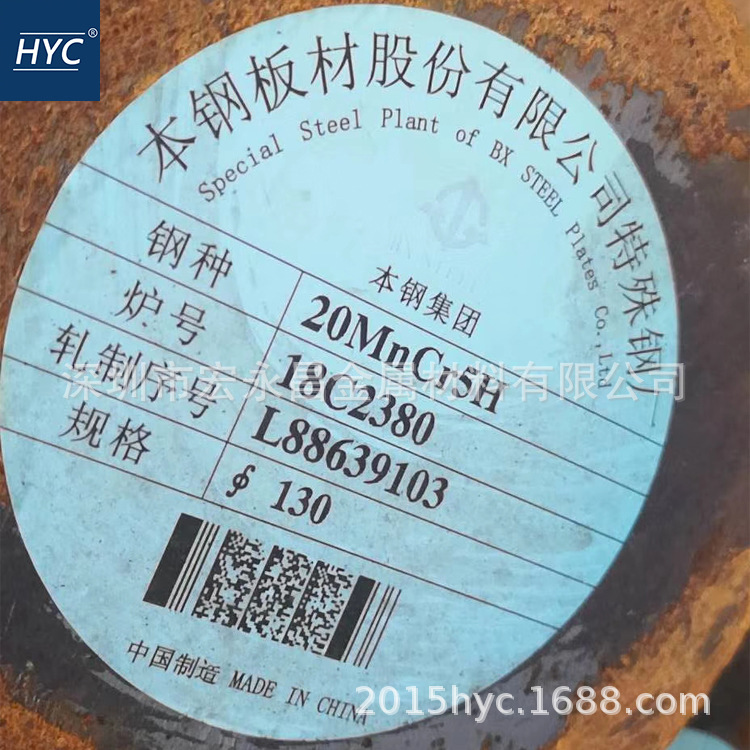 HYC®
本钢板材股份有限公司特殊钢厂
Special Steel Plant of BX STEEL Plates Co.,Ltd
本钢集团
钢种 20MnCr5H
炉号 18C2380
轧制序号 L88639103
规格 ∮ 130
深圳市宏永昌金属材料有限公司
中国制造 MADE IN CHINA
2015hyc.1688.com